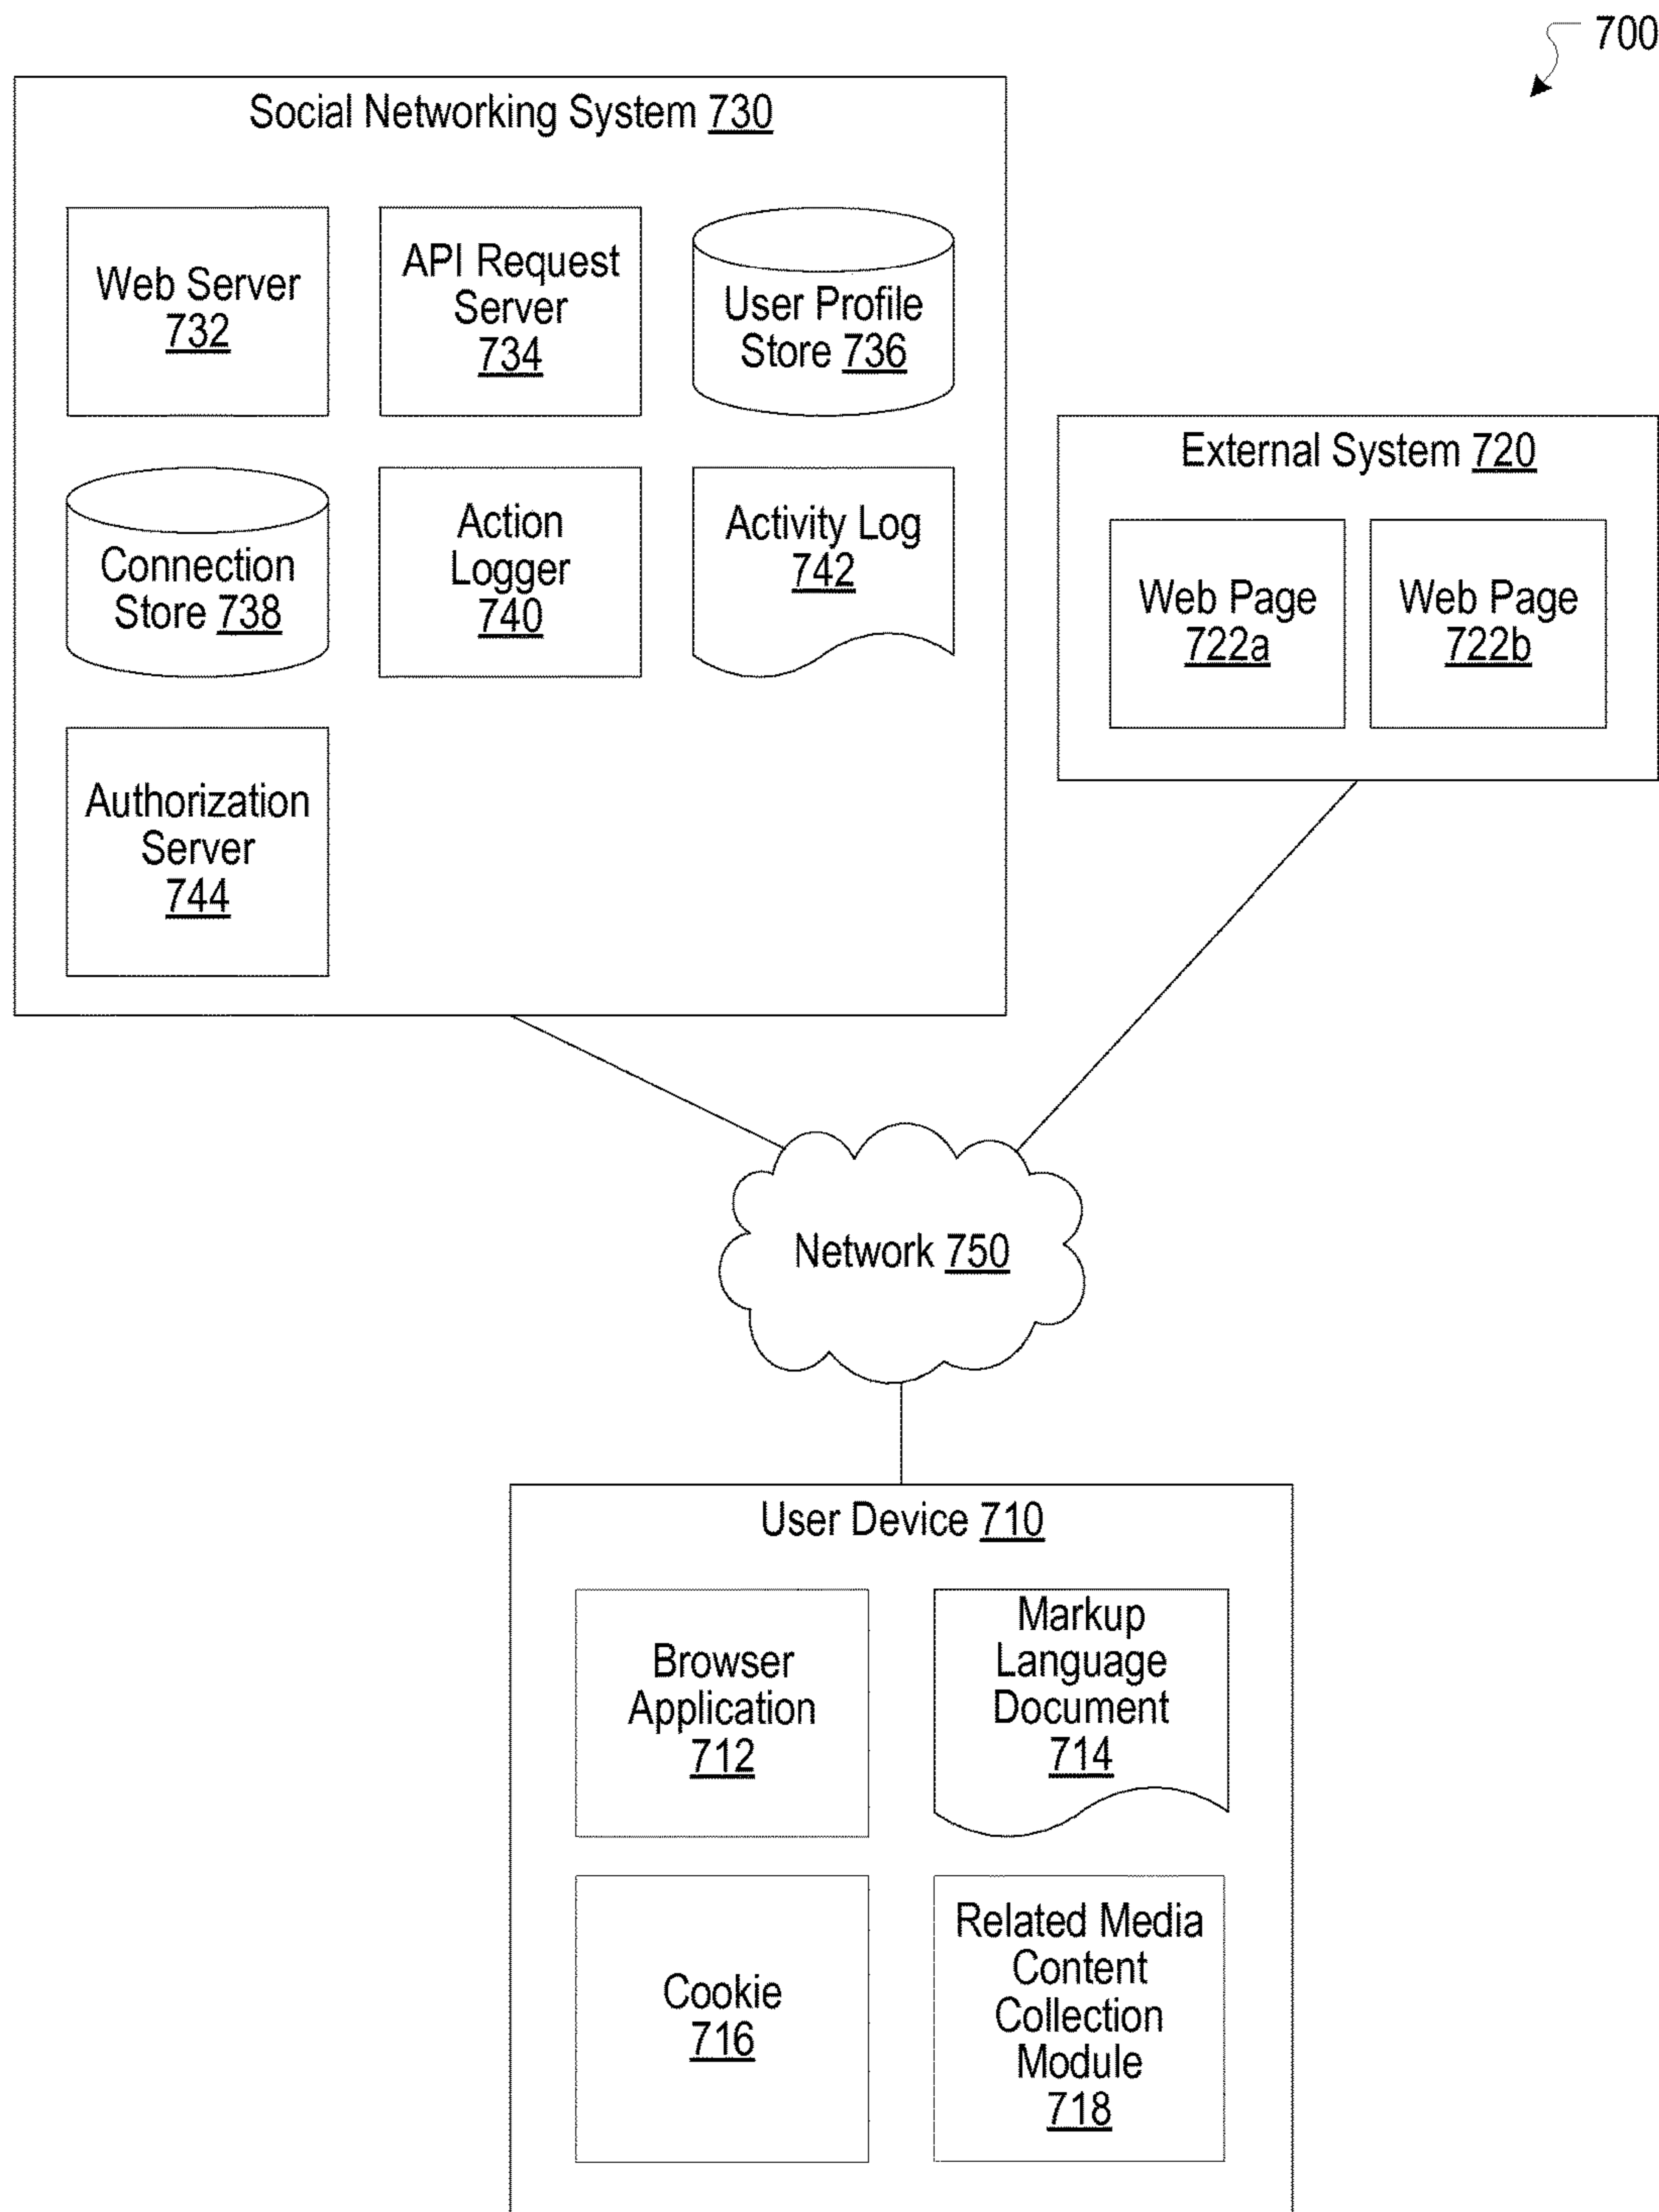 700
Social Networking System 730
Web Server
732
API Request
Server
734
User Profile
Store 736
Connection
Store 738
Action
Logger
740
Activity Log
742
Authorization
Server
744
External System 720
Web Page
722a
Web Page
722b
Network 750
User Device 710
Browser
Application
712
Markup
Language
Document
714
Cookie
716
Related Media
Content
Collection
Module
718